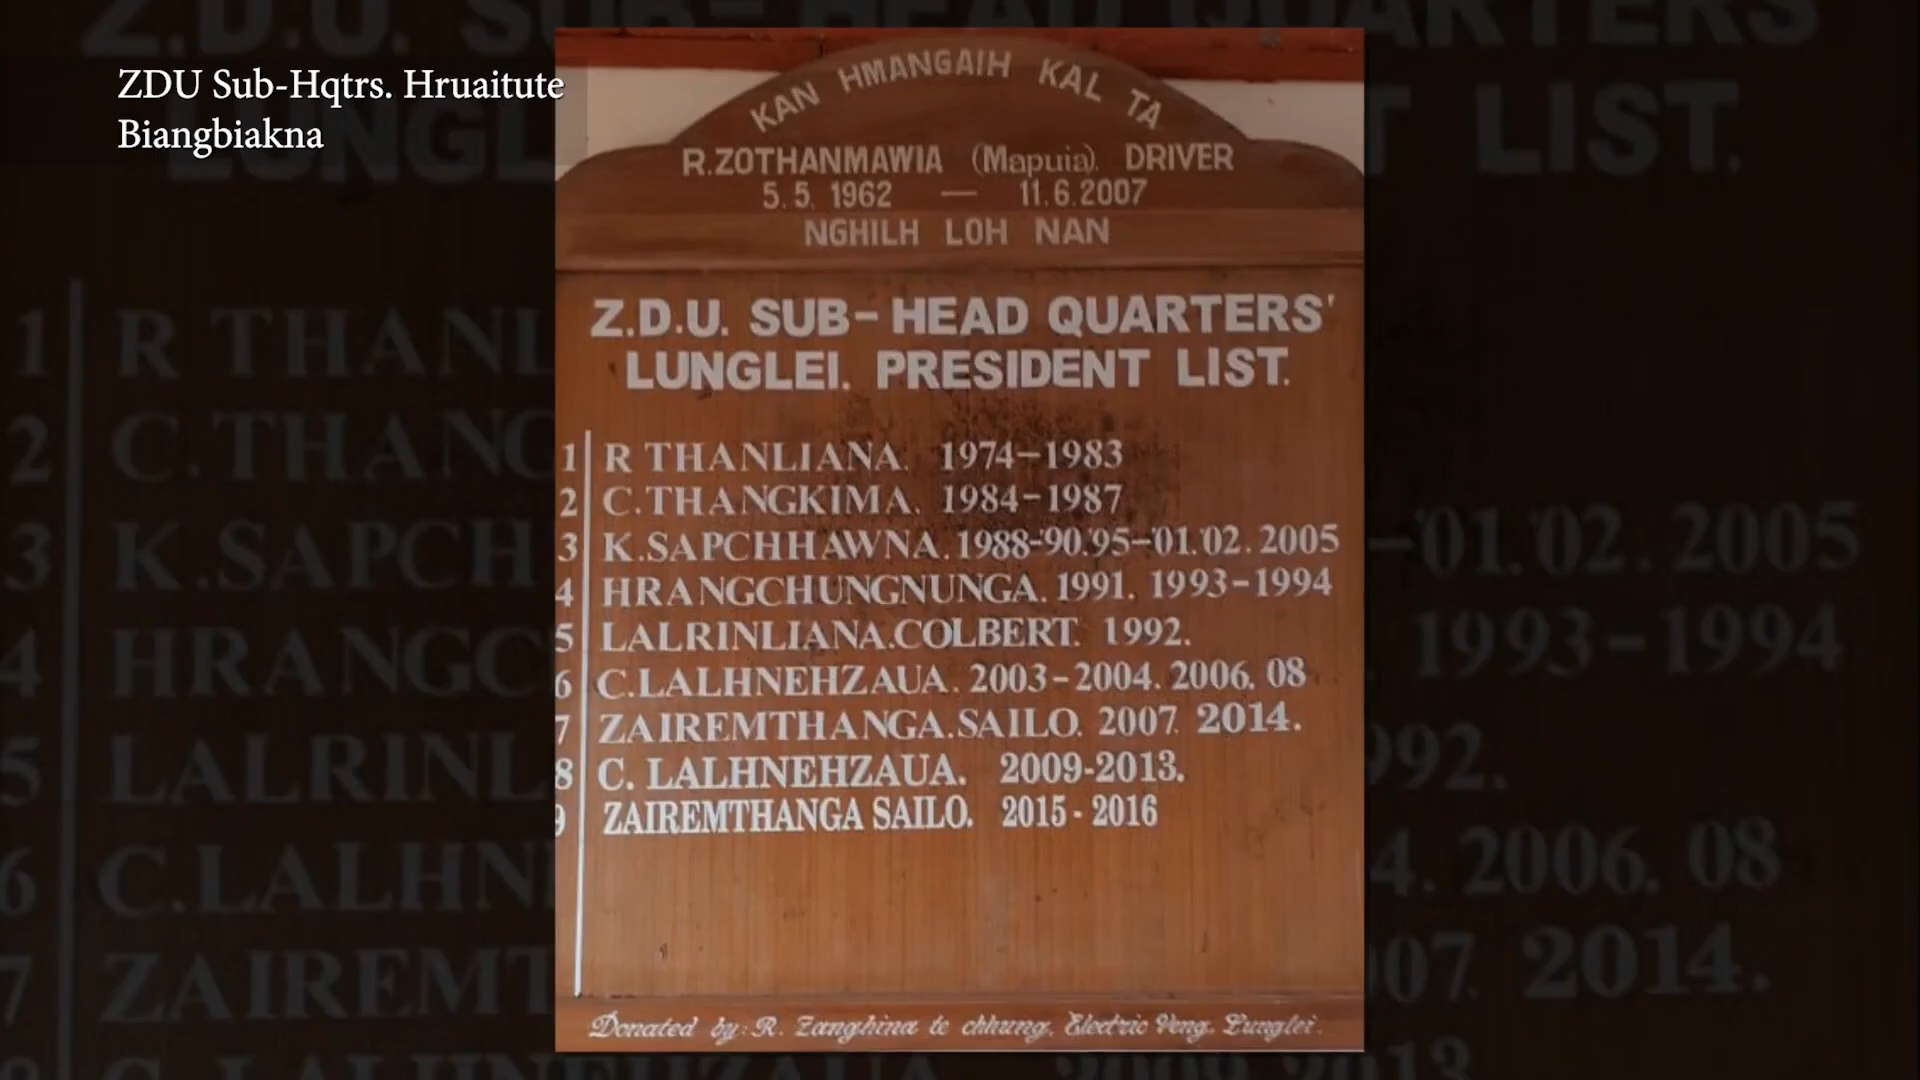 ZDU Sub-Hqtrs. Hruaitute
Biangbiakna
KAN HMANGAIH KAL TA
R.ZOTHANMAWIA (Mapuia). DRIVER
5.5.1962 — 11.6.2007
NGHILH LOH NAN
Z.D.U. SUB-HEAD QUARTERS'
LUNGLEI. PRESIDENT LIST.
1 R THANLIANA. 1974-1983
2 C.THANGKIMA. 1984-1987
3 K.SAPCHHAWNA. 1988-'90.'95-'01.'02. 2005
4 HRANGCHUNGNUNGA. 1991. 1993-1994
5 LALRINLIANA.COLBERT. 1992.
6 C.LALHNEHZAUA. 2003-2004. 2006. 08
7 ZAIREMTHANGA.SAILO. 2007. 2014.
8 C. LALHNEHZAUA. 2009-2013.
9 ZAIREMTHANGA SAILO. 2015 - 2016
Donated by: R. Zanghina te chhung, Electric Veng, Lunglei.